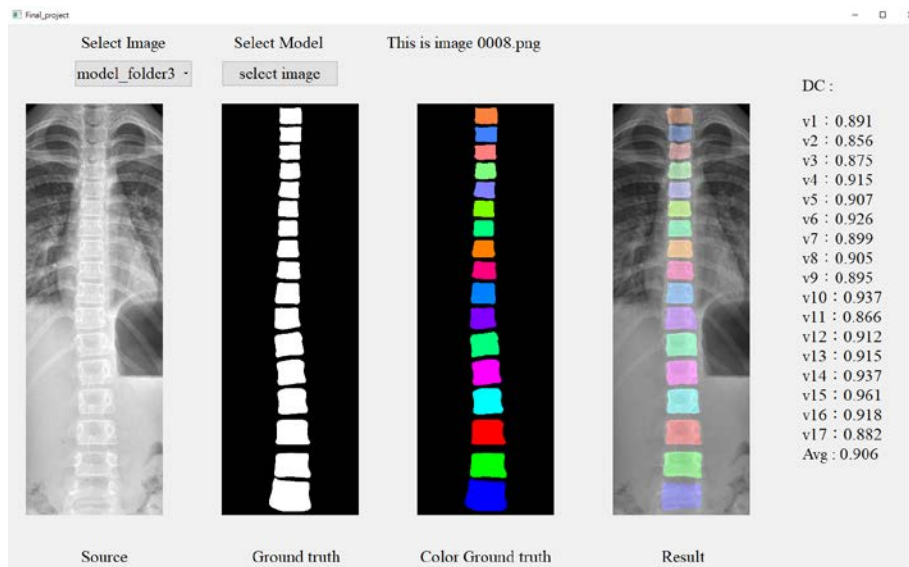 Final_project
Select Image
Select Model
This is image 0008.png
model_folder3
select image
DC :
v1：0.891
v2：0.856
v3：0.875
v4：0.915
v5：0.907
v6：0.926
v7：0.899
v8：0.905
v9：0.895
v10：0.937
v11：0.866
v12：0.912
v13：0.915
v14：0.937
v15：0.961
v16：0.918
v17：0.882
Avg : 0.906
Source
Ground truth
Color Ground truth
Result